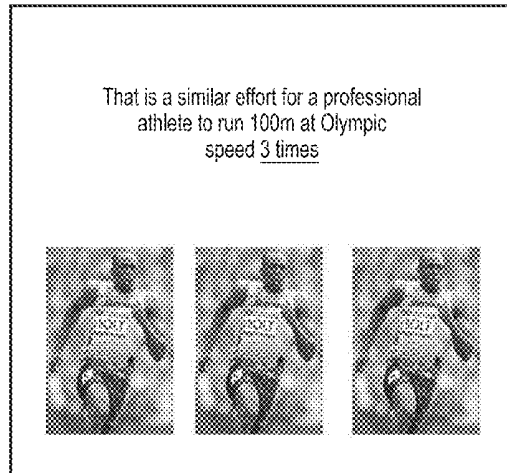 That is a similar effort for a professional
athlete to run 100m at Olympic
speed 3 times